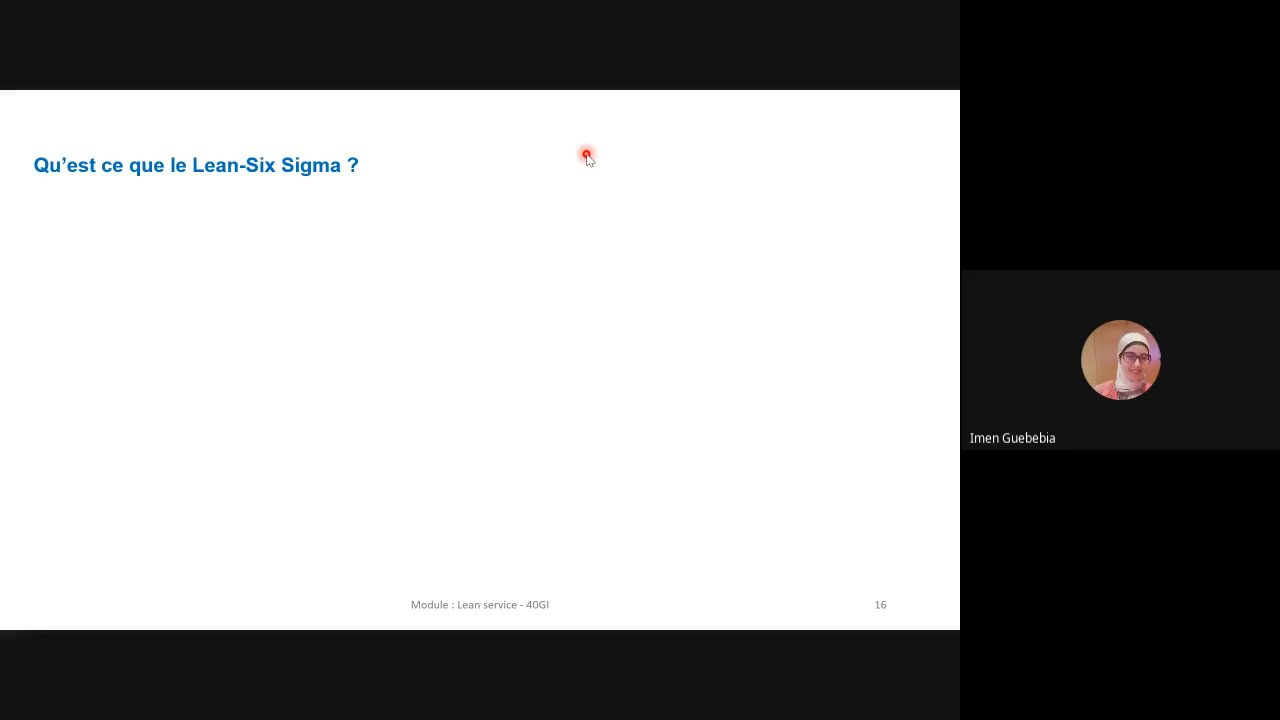 Qu’est ce que le Lean-Six Sigma ?
Imen Guebebia
Module : Lean service - 40GI
16